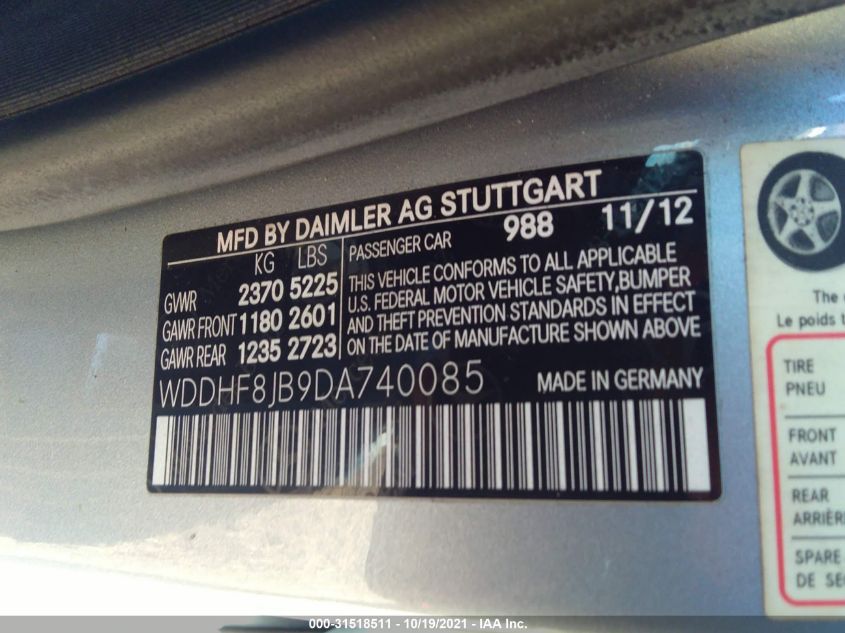 MFD BY DAIMLER AG STUTTGART
KG LBS
GVWR 2370 5225
GAWR FRONT 1180 2601
GAWR REAR 1235 2723
PASSENGER CAR 988 11/12
THIS VEHICLE CONFORMS TO ALL APPLICABLE
U.S. FEDERAL MOTOR VEHICLE SAFETY,BUMPER
AND THEFT PREVENTION STANDARDS IN EFFECT
ON THE DATE OF MANUFACTURE SHOWN ABOVE
WDDHF8JB9DA740085 MADE IN GERMANY
The
Le poids
TIRE
PNEU
FRONT
AVANT
REAR
ARRIÈR
SPARE
DE SE
000-31518511 - 10/19/2021 - IAA Inc.